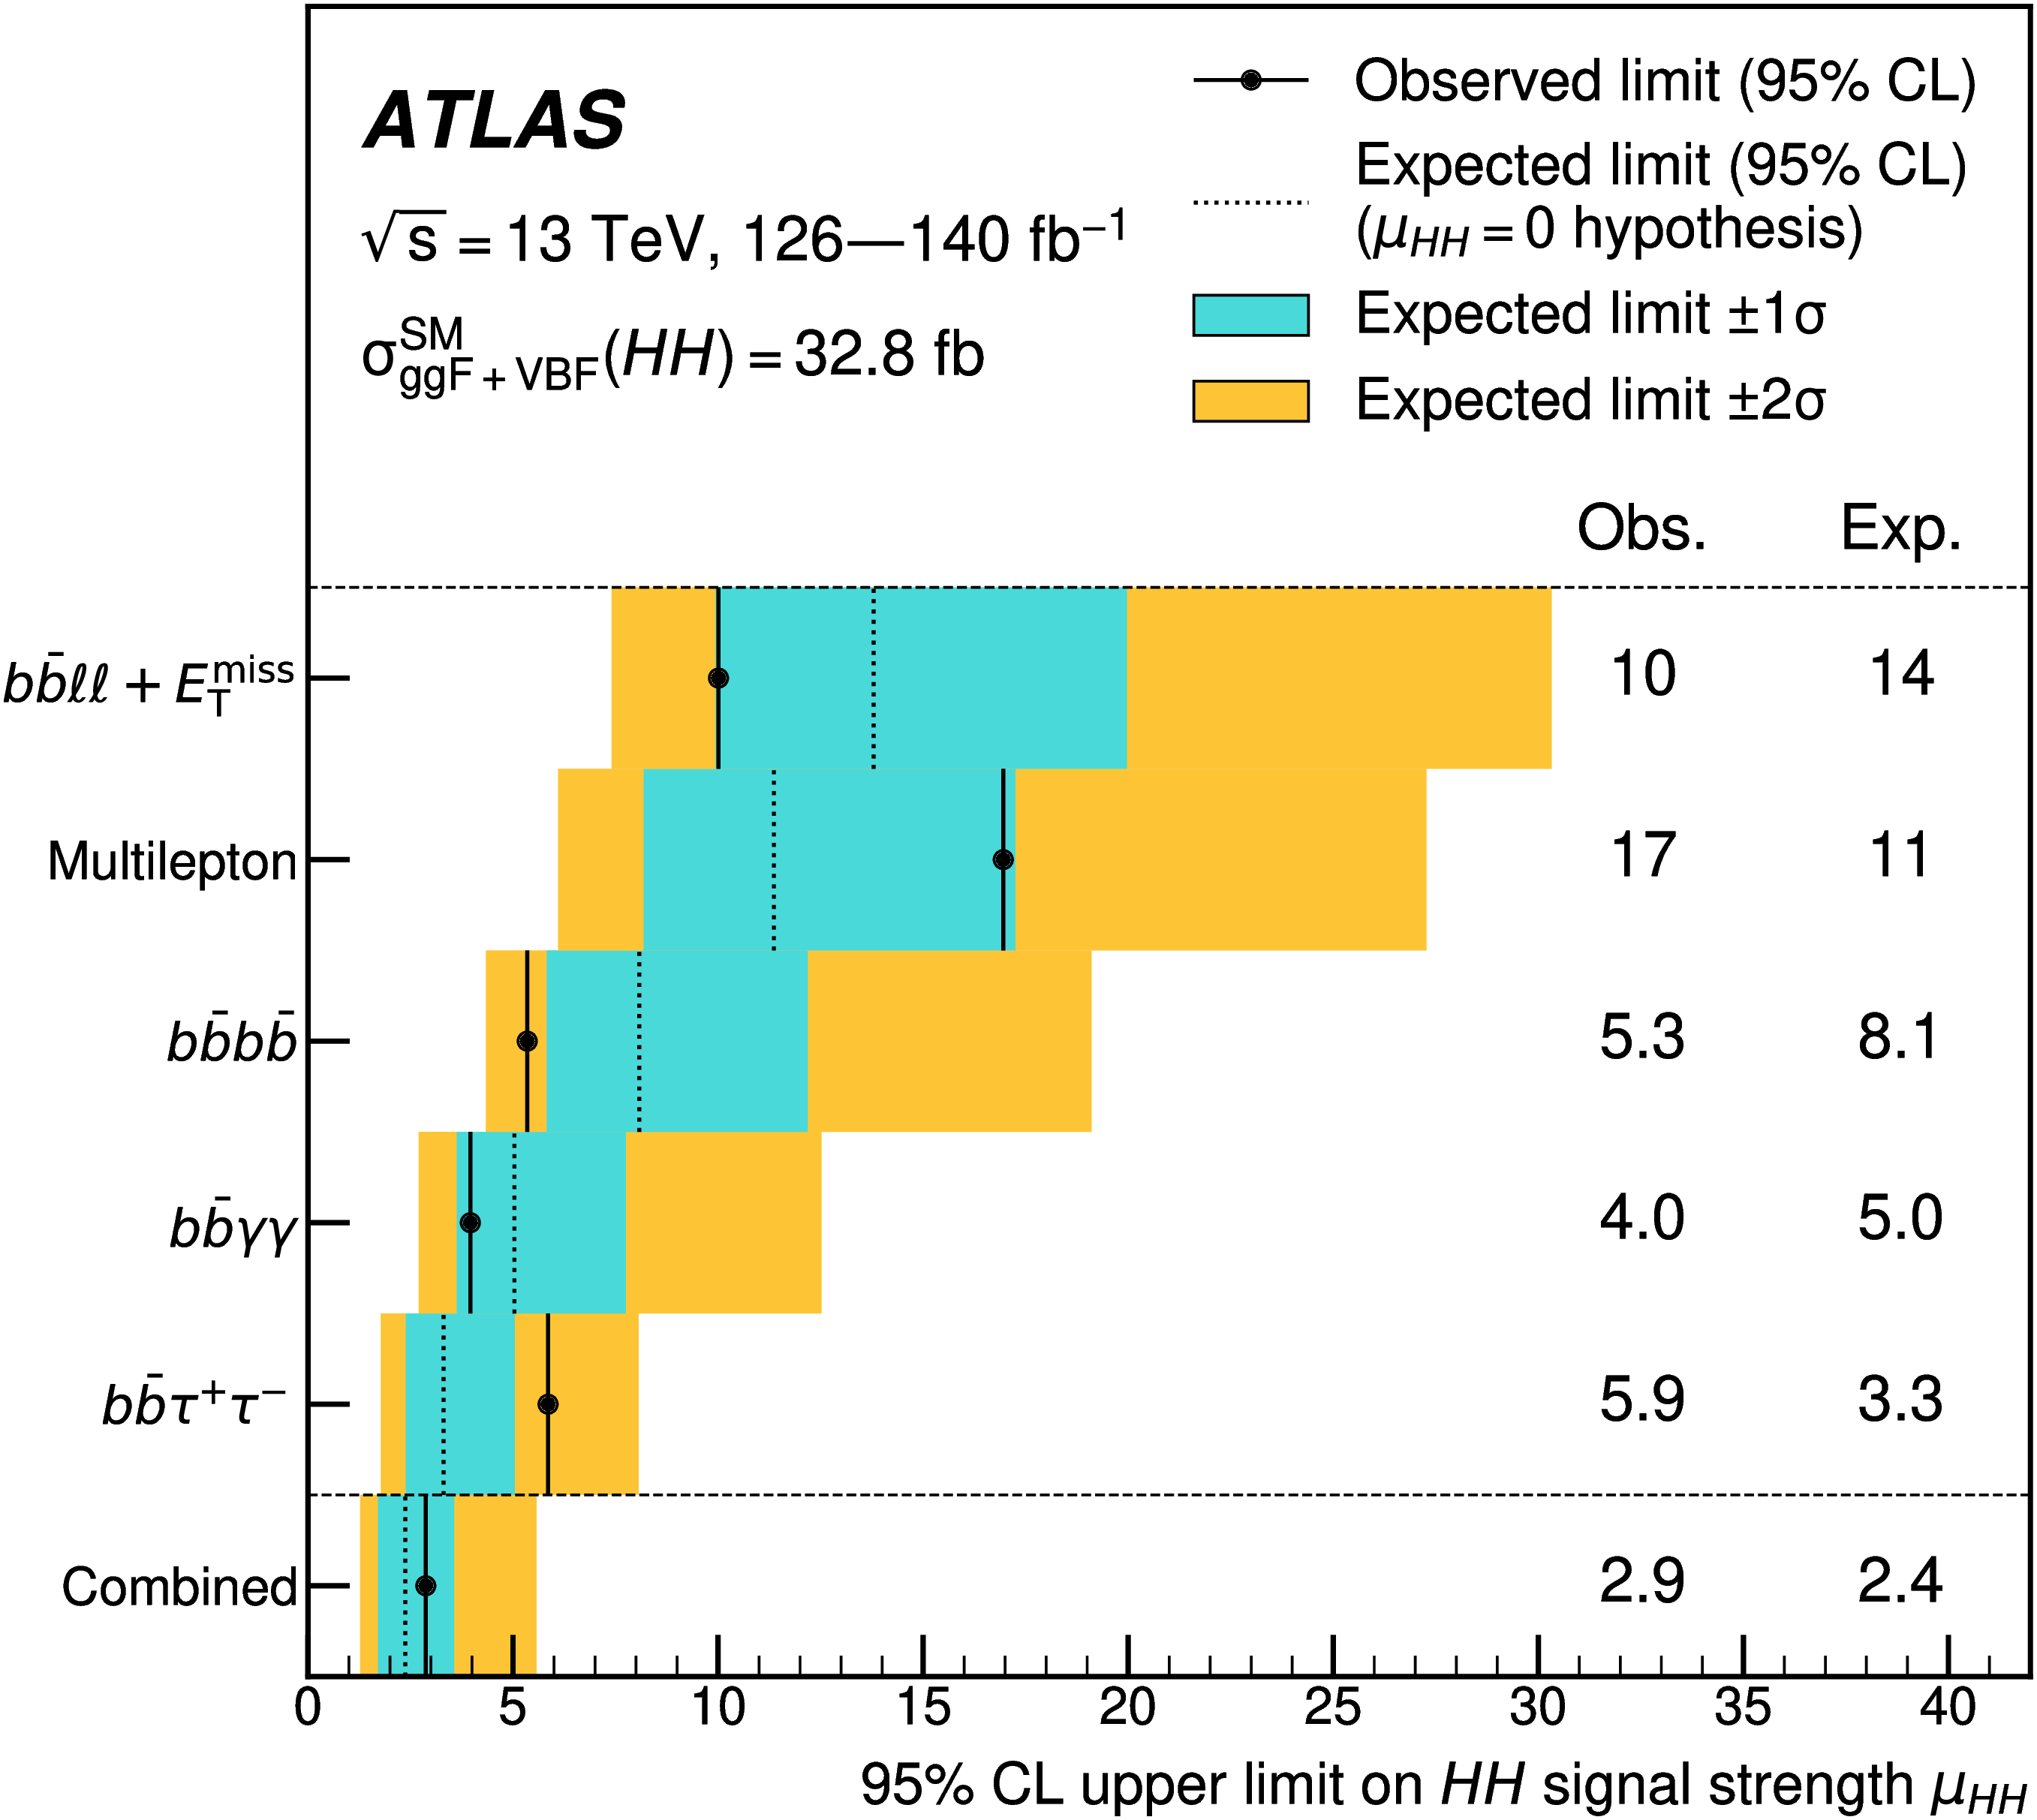 ATLAS
√s = 13 TeV, 126—140 fb⁻¹
σ^SM_ggF + VBF(HH) = 32.8 fb
Observed limit (95% CL)
Expected limit (95% CL)
(μ_HH = 0 hypothesis)
Expected limit ±1σ
Expected limit ±2σ
Obs. Exp.
bb̄ℓℓ + E_T^miss 10 14
Multilepton 17 11
bb̄bb̄ 5.3 8.1
bb̄γγ 4.0 5.0
bb̄τ⁺τ⁻ 5.9 3.3
Combined 2.9 2.4
0 5 10 15 20 25 30 35 40
95% CL upper limit on HH signal strength μ_HH